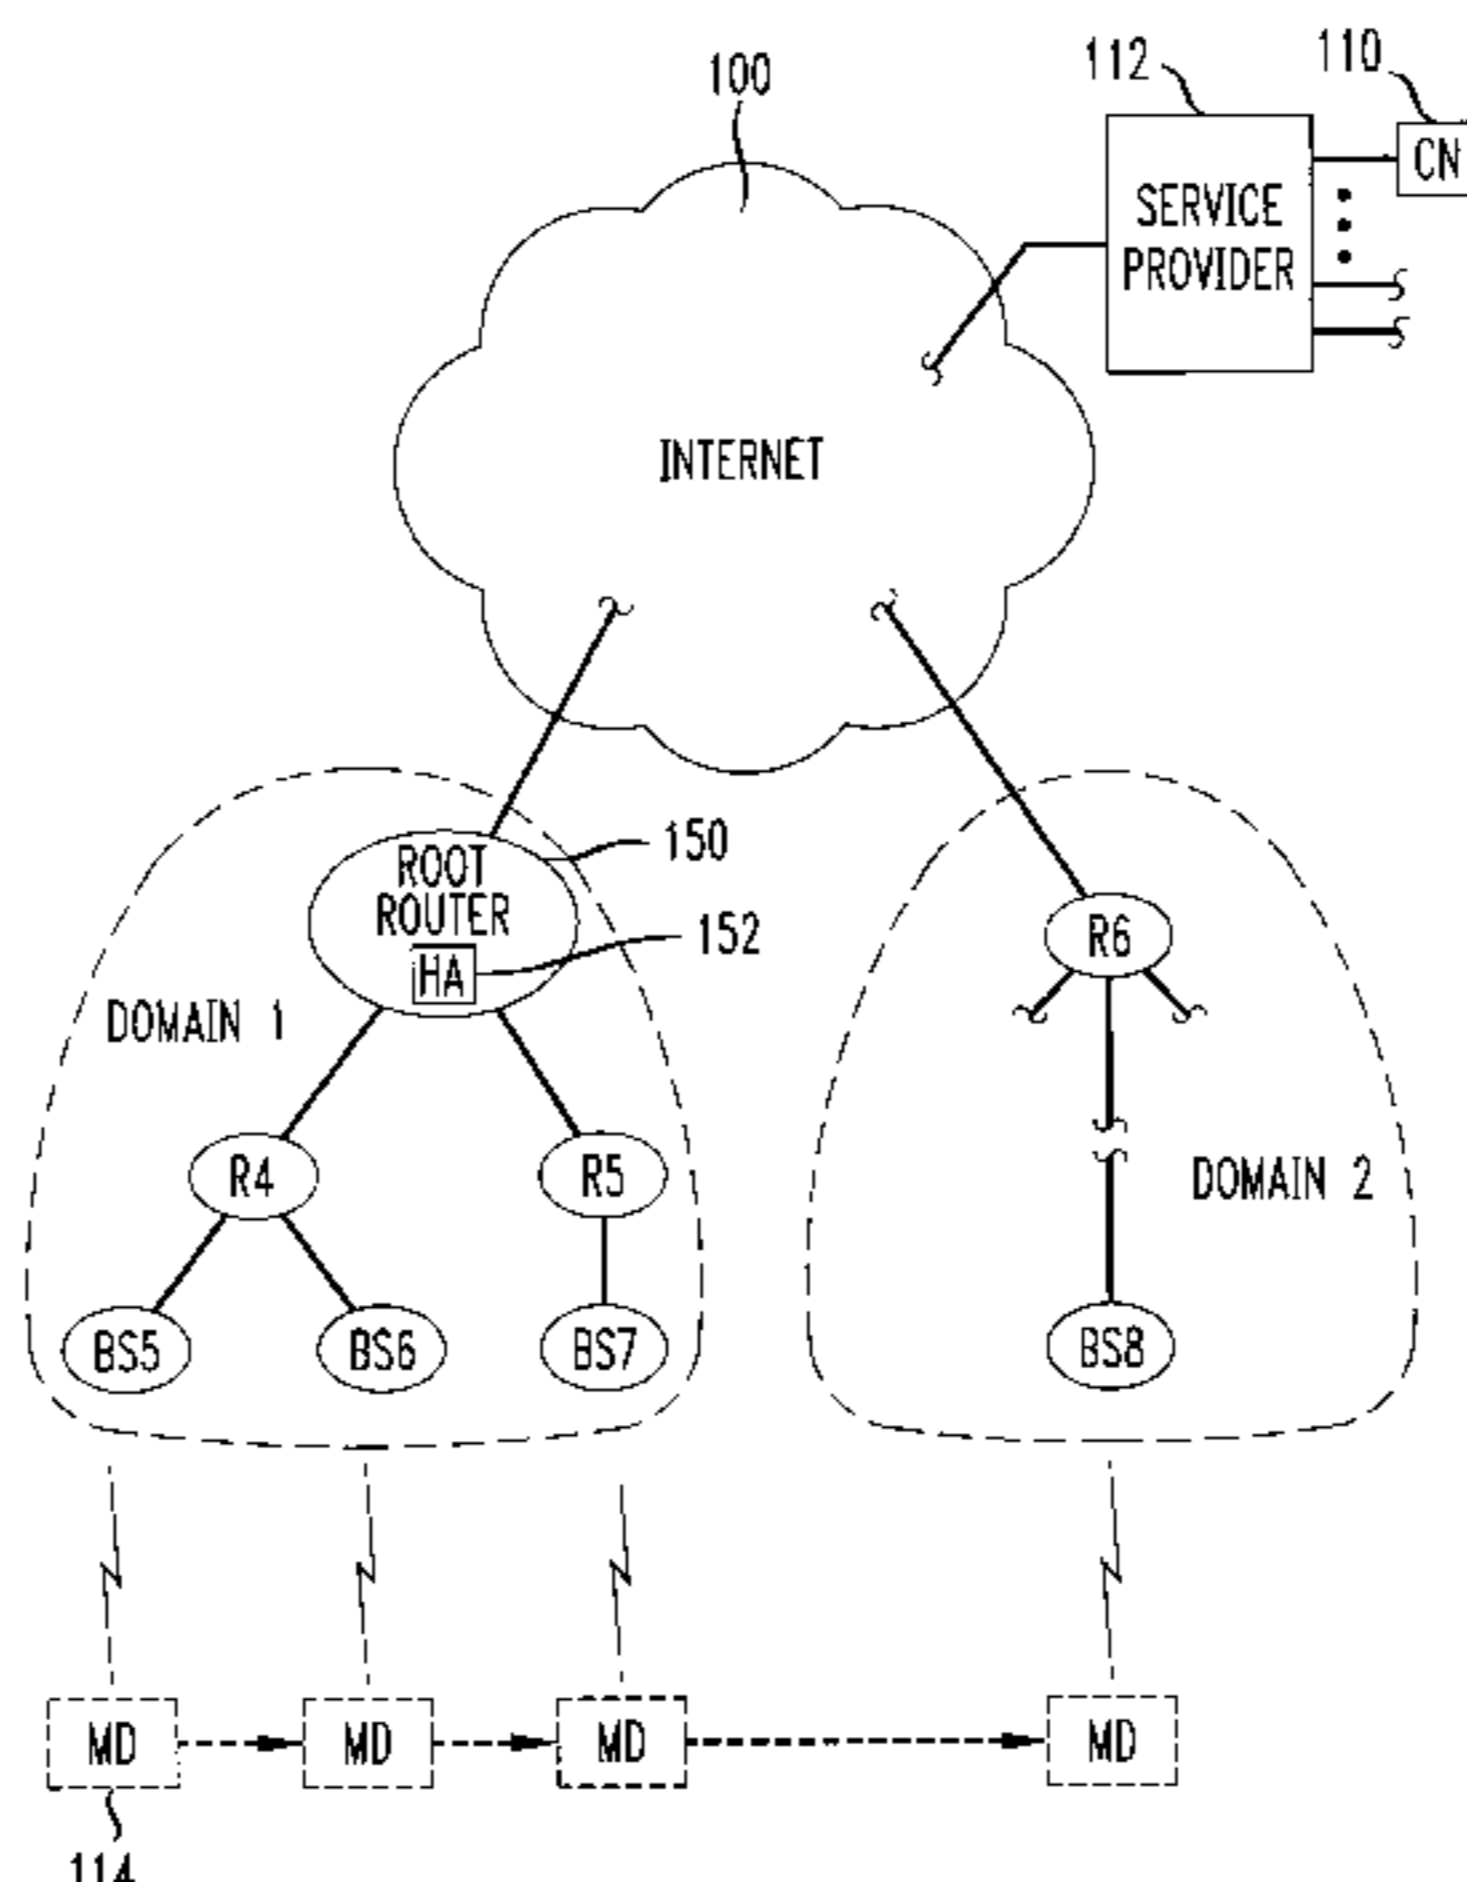 100
112
110
CN
SERVICE
PROVIDER
INTERNET
ROOT
ROUTER
HA
150
152
DOMAIN 1
R6
R4
R5
DOMAIN 2
BS5
BS6
BS7
BS8
MD
MD
MD
MD
114